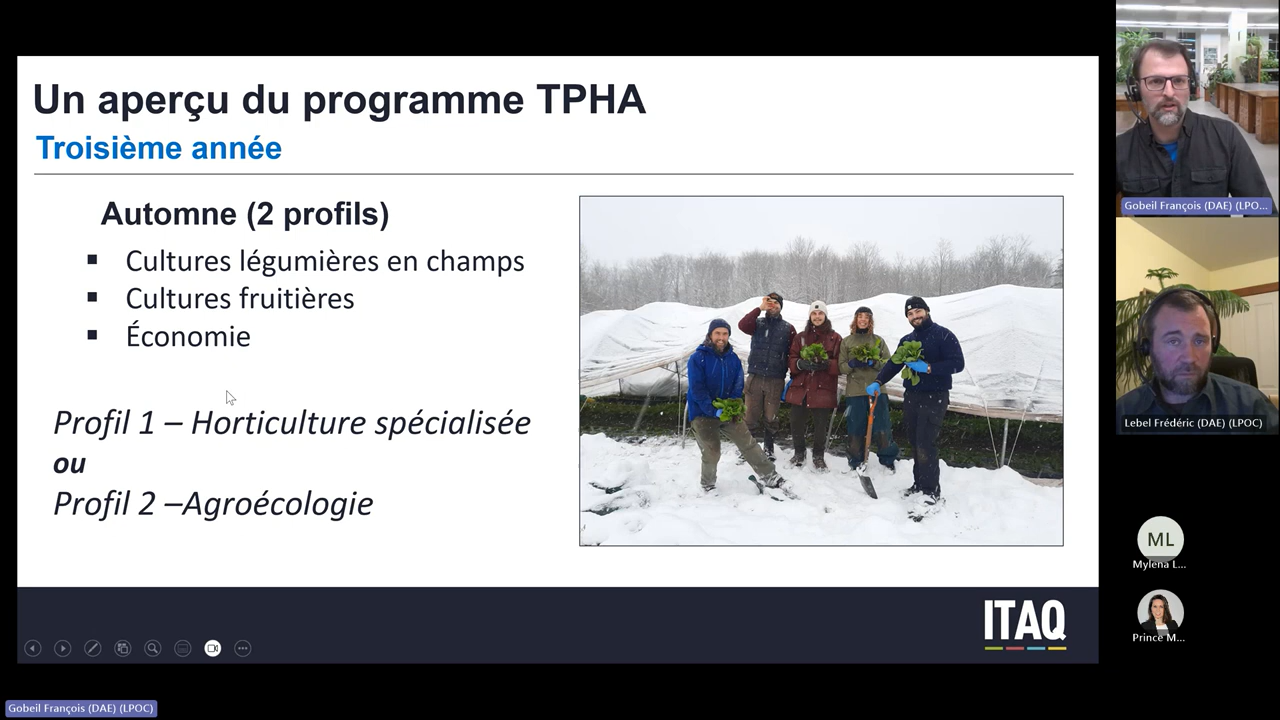 Un aperçu du programme TPHA
Troisième année
Automne (2 profils)
Cultures légumières en champs
Cultures fruitières
Économie
Profil 1 – Horticulture spécialisée
ou
Profil 2 –Agroécologie
ITAQ
Gobeil François (DAE) (LPO...
Lebel Frédéric (DAE) (LPOC)
ML
Mylena L...
Prince M...
Gobeil François (DAE) (LPOC)